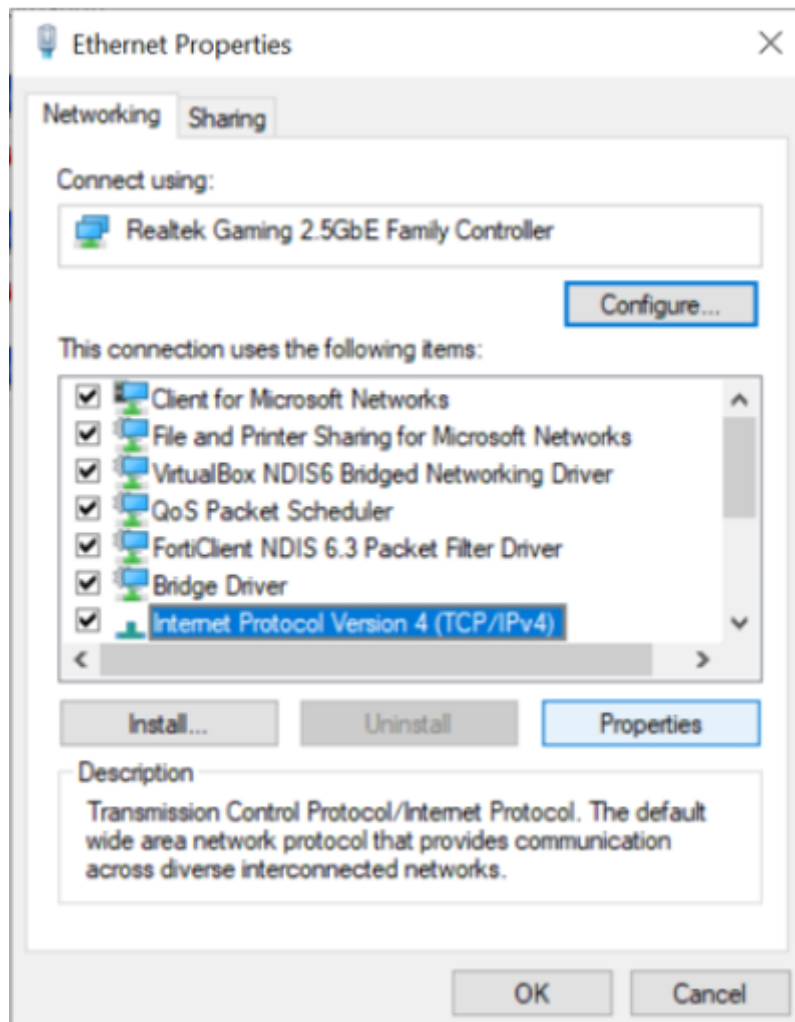 Ethernet Properties
Networking Sharing
Connect using:
Realtek Gaming 2.5GbE Family Controller
Configure...
This connection uses the following items:
Client for Microsoft Networks
File and Printer Sharing for Microsoft Networks
VirtualBox NDIS6 Bridged Networking Driver
QoS Packet Scheduler
FortiClient NDIS 6.3 Packet Filter Driver
Bridge Driver
Internet Protocol Version 4 (TCP/IPv4)
Install... Uninstall Properties
Description
Transmission Control Protocol/Internet Protocol. The default
wide area network protocol that provides communication
across diverse interconnected networks.
OK Cancel